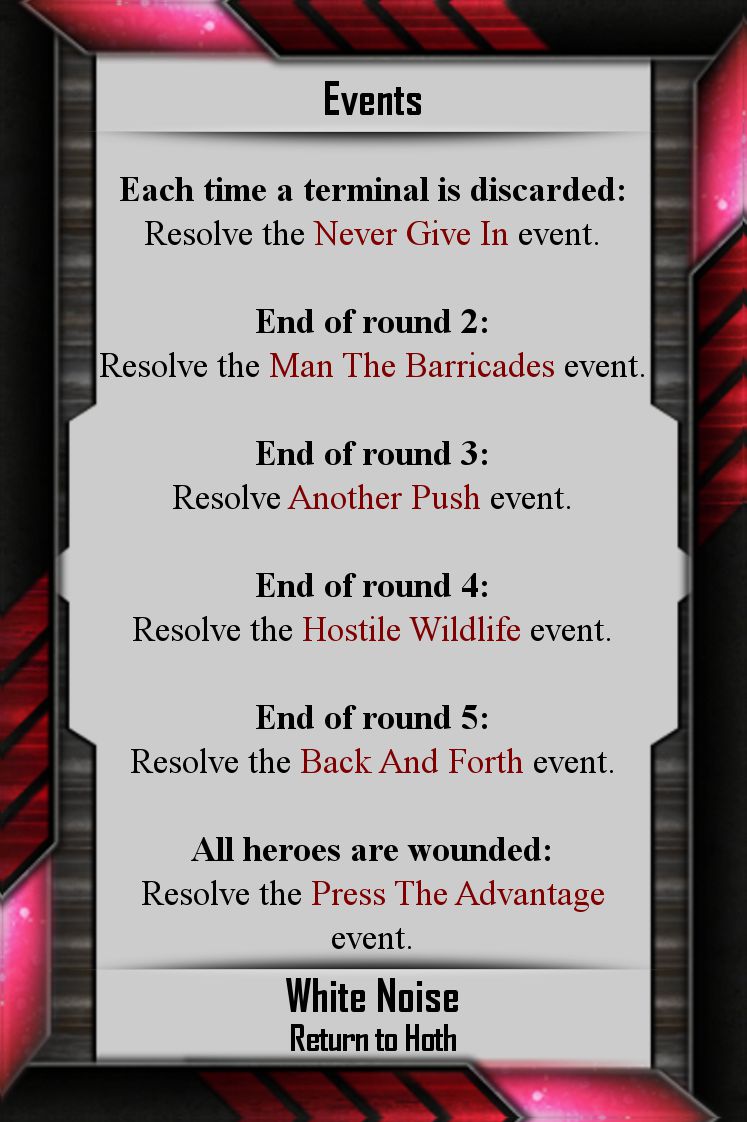 Events
Each time a terminal is discarded:
Resolve the Never Give In event.
End of round 2:
Resolve the Man The Barricades event.
End of round 3:
Resolve Another Push event.
End of round 4:
Resolve the Hostile Wildlife event.
End of round 5:
Resolve the Back And Forth event.
All heroes are wounded:
Resolve the Press The Advantage
event.
White Noise
Return to Hoth